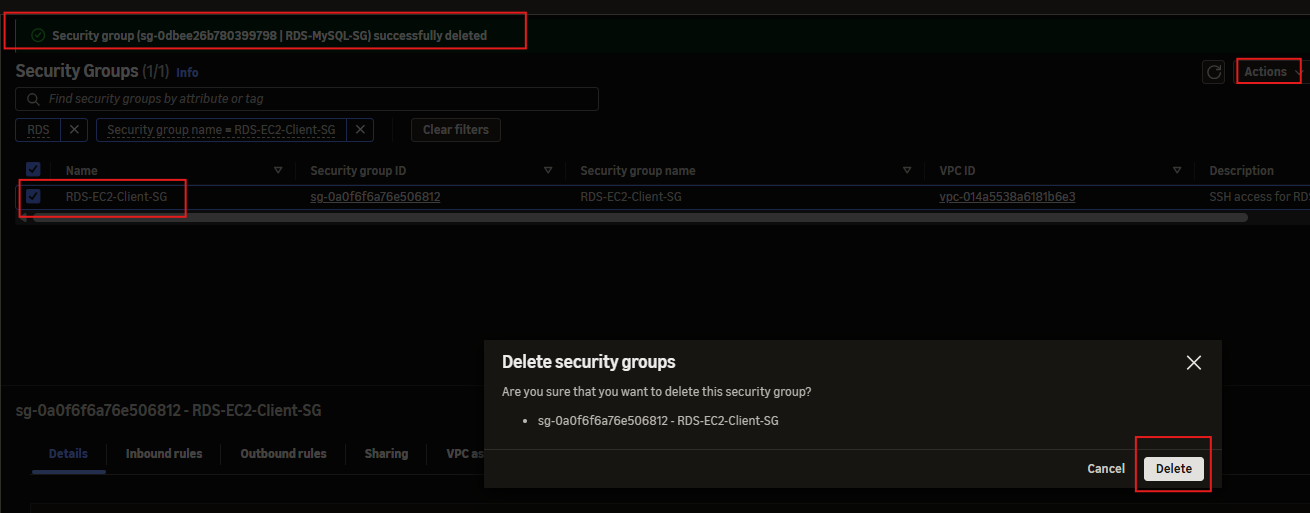 Security group (sg-0dbee26b780399798 | RDS-MySQL-SG) successfully deleted
Security Groups (1/1) Info
Actions
Find security groups by attribute or tag
RDS
Security group name = RDS-EC2-Client-SG
Clear filters
Name Security group ID Security group name VPC ID Description
RDS-EC2-Client-SG sg-0a0f6f6a76e506812 RDS-EC2-Client-SG vpc-014a5538a6181b6e3 SSH access for RDS
Delete security groups
Are you sure that you want to delete this security group?
• sg-0a0f6f6a76e506812 - RDS-EC2-Client-SG
Cancel Delete
sg-0a0f6f6a76e506812 - RDS-EC2-Client-SG
Details Inbound rules Outbound rules Sharing VPC as